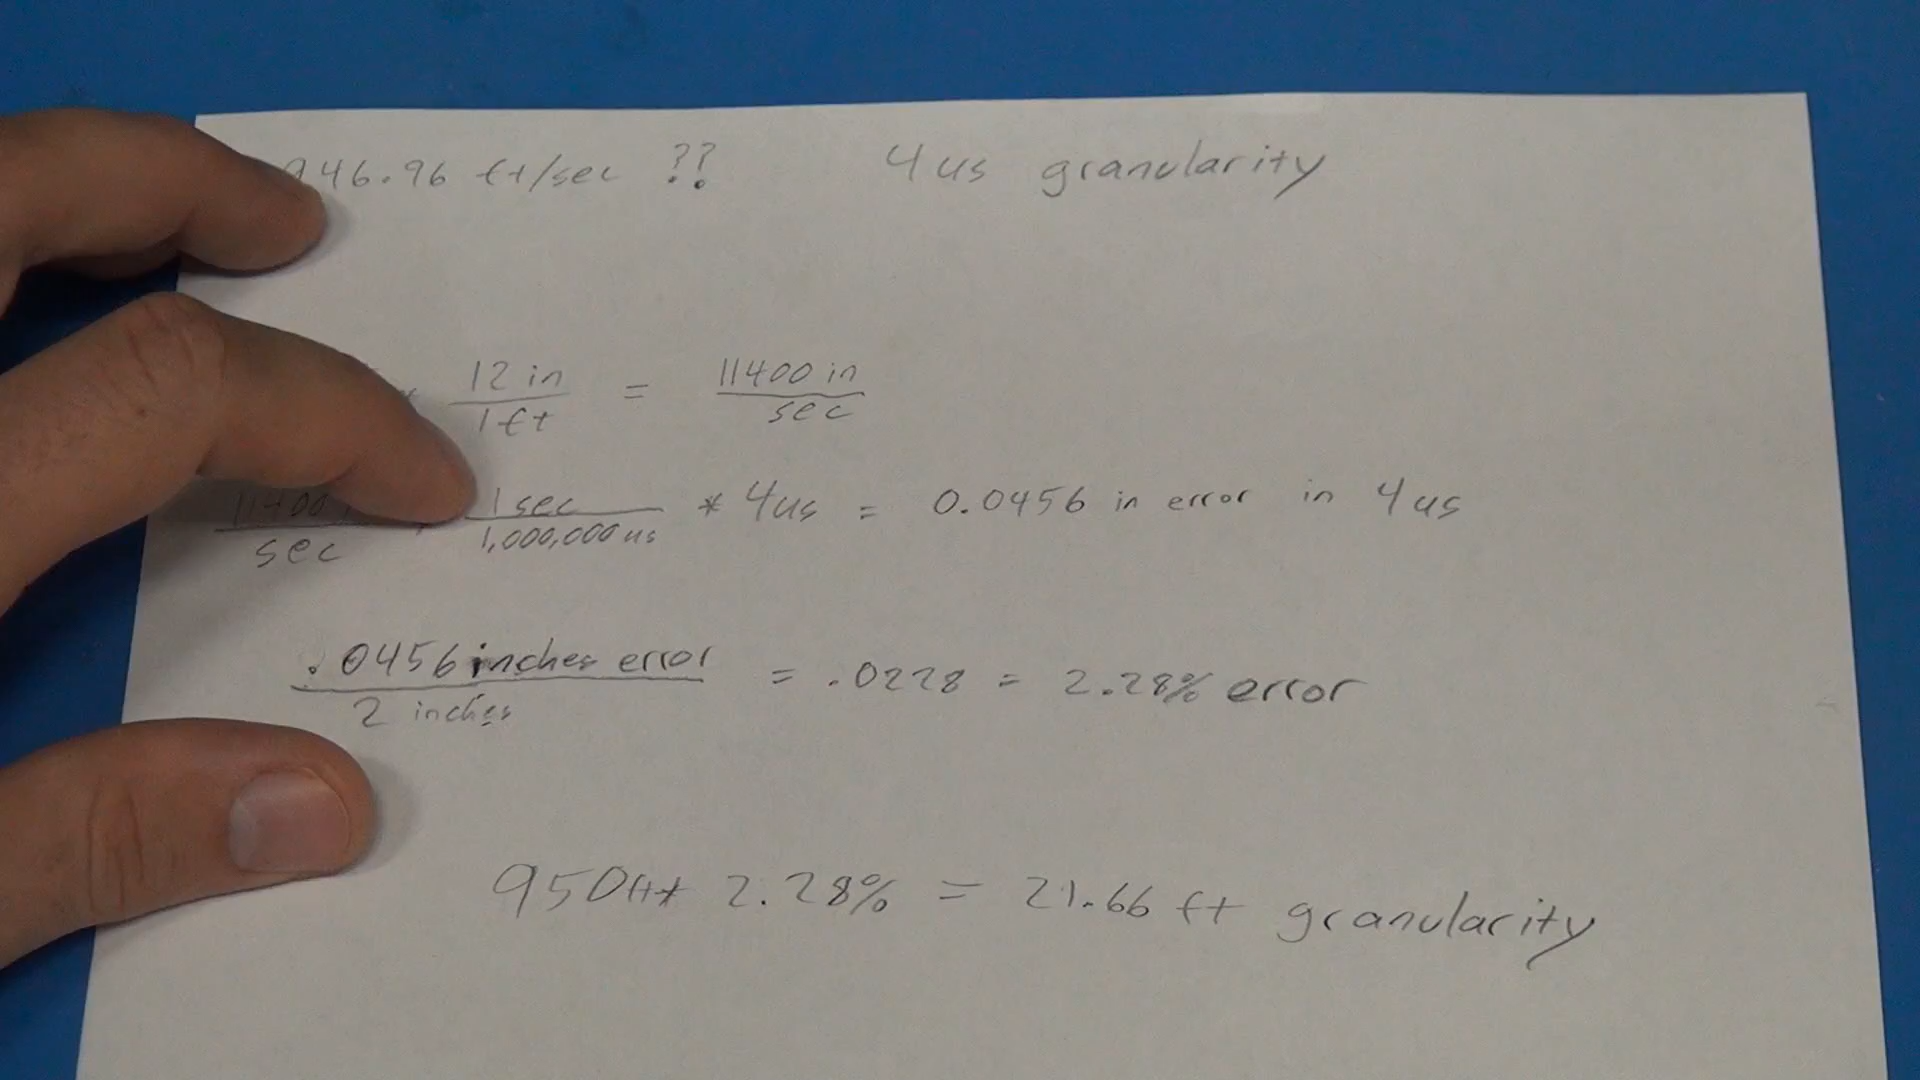 946.96 ft/sec ?? 4us granularity
12 in / 1 ft = 11400 in / sec
11400 / sec * 1 sec / 1,000,000 us * 4us = 0.0456 in error in 4us
.0456 inches error / 2 inches = .0228 = 2.28% error
950ft * 2.28% = 21.66 ft granularity